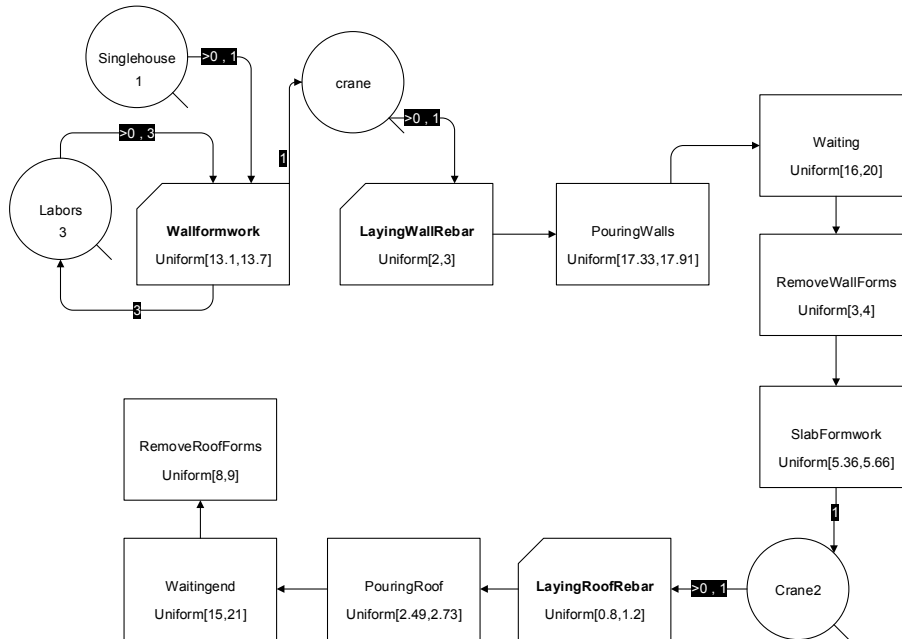 Singlehouse
1
>0 , 1
crane
>0 , 1
>0 , 3
1
Labors
3
Wallformwork
Uniform[13.1,13.7]
3
LayingWallRebar
Uniform[2,3]
PouringWalls
Uniform[17.33,17.91]
Waiting
Uniform[16,20]
RemoveWallForms
Uniform[3,4]
SlabFormwork
Uniform[5.36,5.66]
1
Crane2
>0 , 1
LayingRoofRebar
Uniform[0.8,1.2]
PouringRoof
Uniform[2.49,2.73]
Waitingend
Uniform[15,21]
RemoveRoofForms
Uniform[8,9]